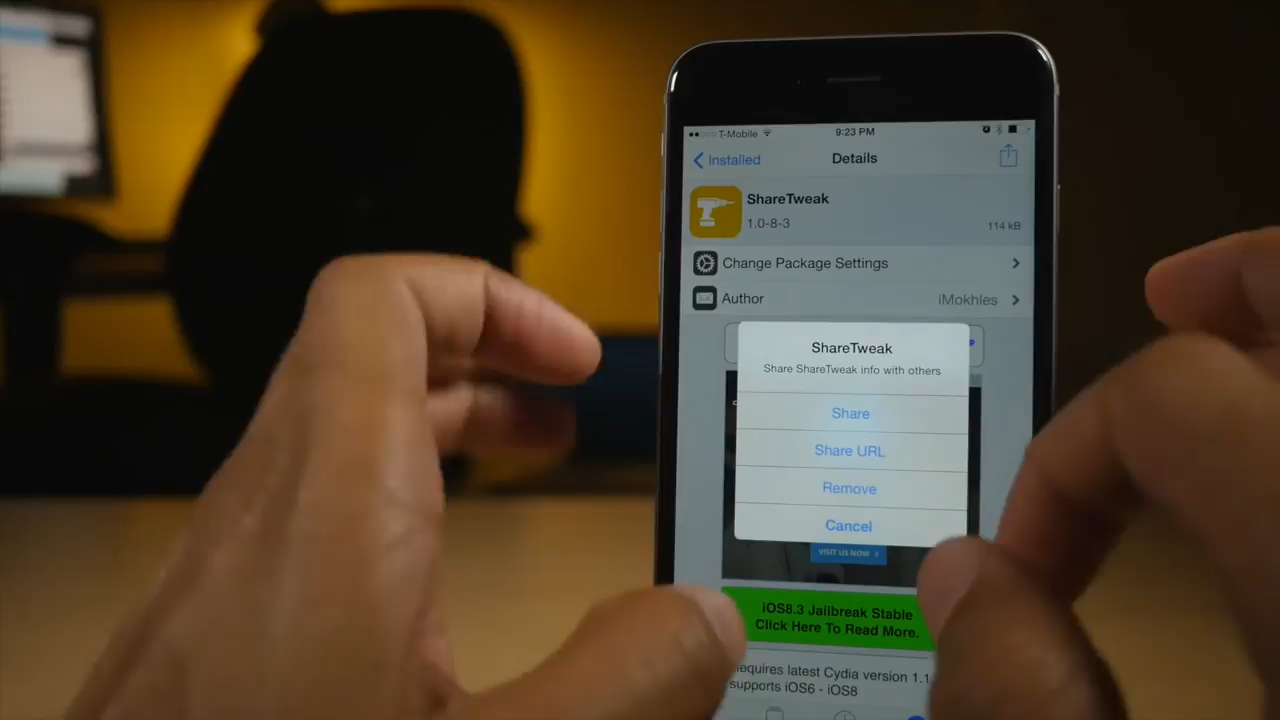 T-Mobile
9:23 PM
Installed
Details
ShareTweak
1.0-8-3
114 kB
Change Package Settings
Author
iMokhles
ShareTweak
Share ShareTweak info with others
Share
Share URL
Remove
Cancel
VISIT US NOW
iOS8.3 Jailbreak Stable
Click Here To Read More.
latest Cydia version 1.1
supports iOS6 - iOS8